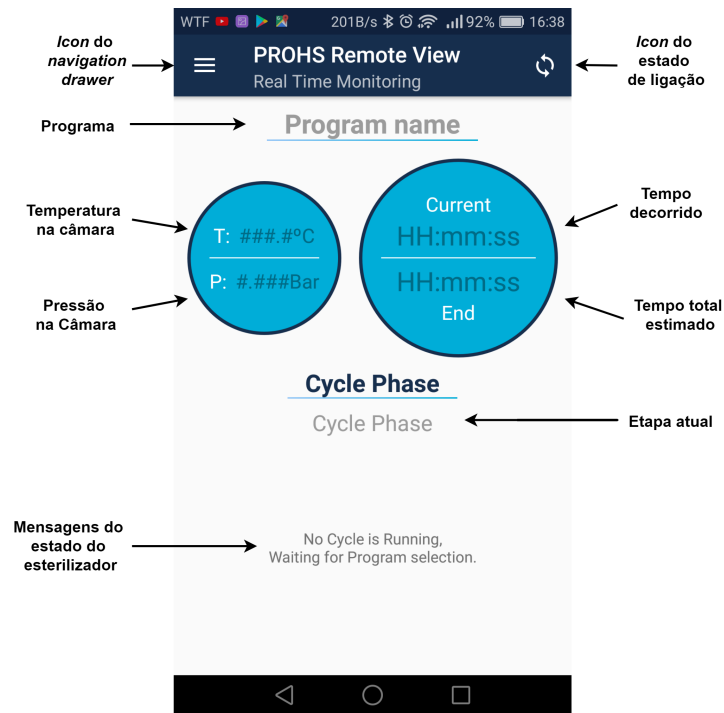 WTF 201B/s 92% 16:38
Icon do
navigation
drawer
PROHS Remote View
Real Time Monitoring
Icon do
estado
de ligação
Programa
Program name
Temperatura
na câmara
T: ###.#ºC
P: #.###Bar
Pressão
na Câmara
Current
HH:mm:ss
HH:mm:ss
End
Tempo
decorrido
Tempo total
estimado
Cycle Phase
Cycle Phase
Etapa atual
Mensagens do
estado do
esterilizador
No Cycle is Running,
Waiting for Program selection.